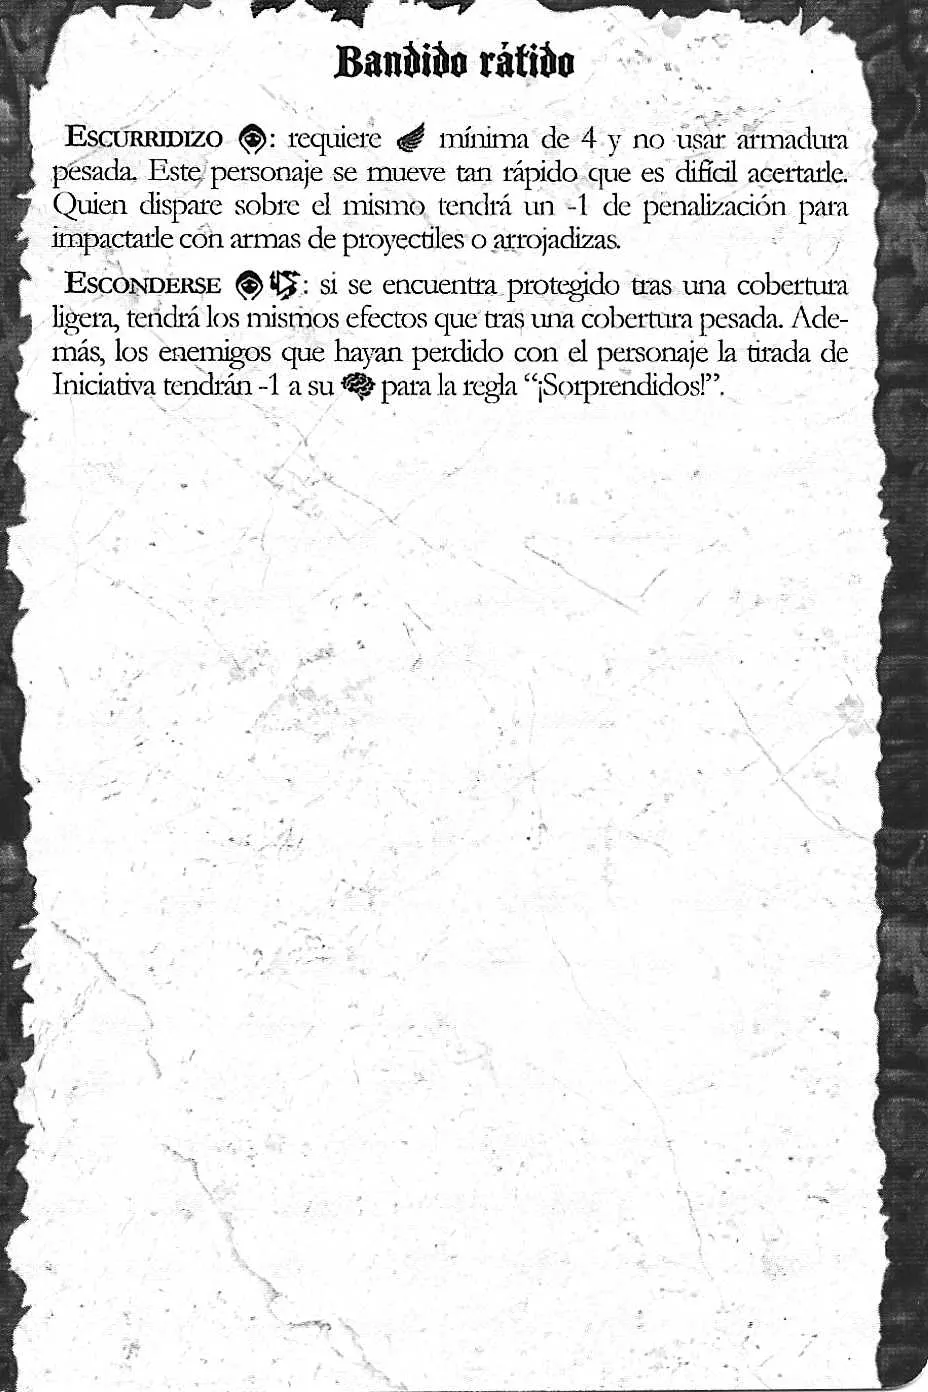 Bandido rátido
ESCURRIDIZO : requiere mínima de 4 y no usar armadura
pesada. Este personaje se mueve tan rápido que es difícil acertarle.
Quien dispare sobre el mismo tendrá un -1 de penalización para
impactarle con armas de proyectiles o arrojadizas.
ESCONDERSE : si se encuentra protegido tras una cobertura
ligera, tendrá los mismos efectos que tras una cobertura pesada. Ade-
más, los enemigos que hayan perdido con el personaje la tirada de
Iniciativa tendrán -1 a su para la regla “¡Sorprendidos!”.